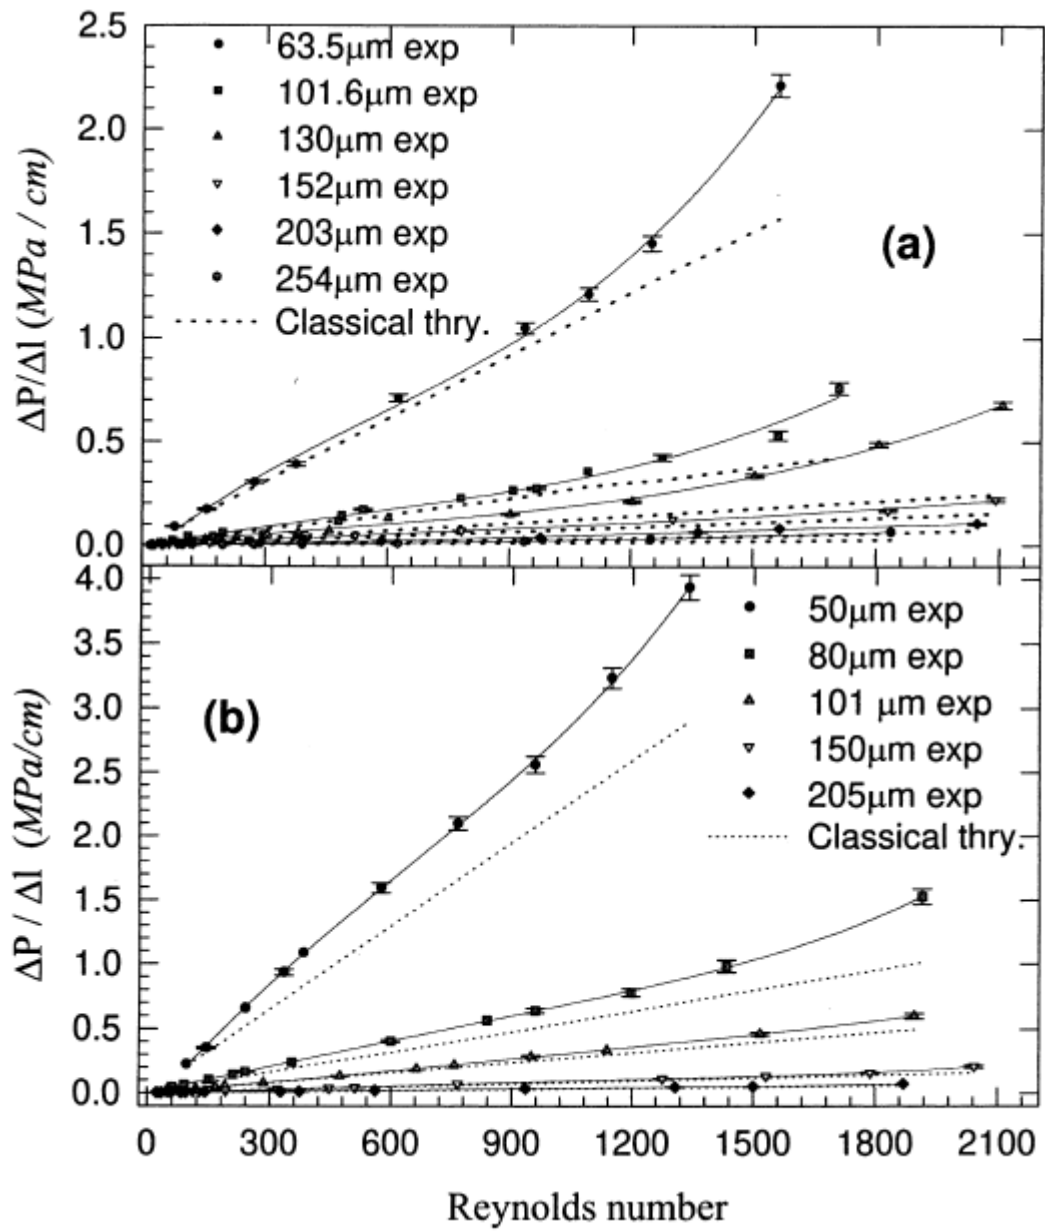 2.5
2.0
1.5
1.0
0.5
0.0
ΔP/Δl (MPa / cm)
63.5μm exp
101.6μm exp
130μm exp
152μm exp
203μm exp
254μm exp
Classical thry.
(a)
4.0
3.5
3.0
2.5
2.0
1.5
1.0
0.5
0.0
ΔP / Δl (MPa/cm)
(b)
50μm exp
80μm exp
101 μm exp
150μm exp
205μm exp
Classical thry.
0 300 600 900 1200 1500 1800 2100
Reynolds number